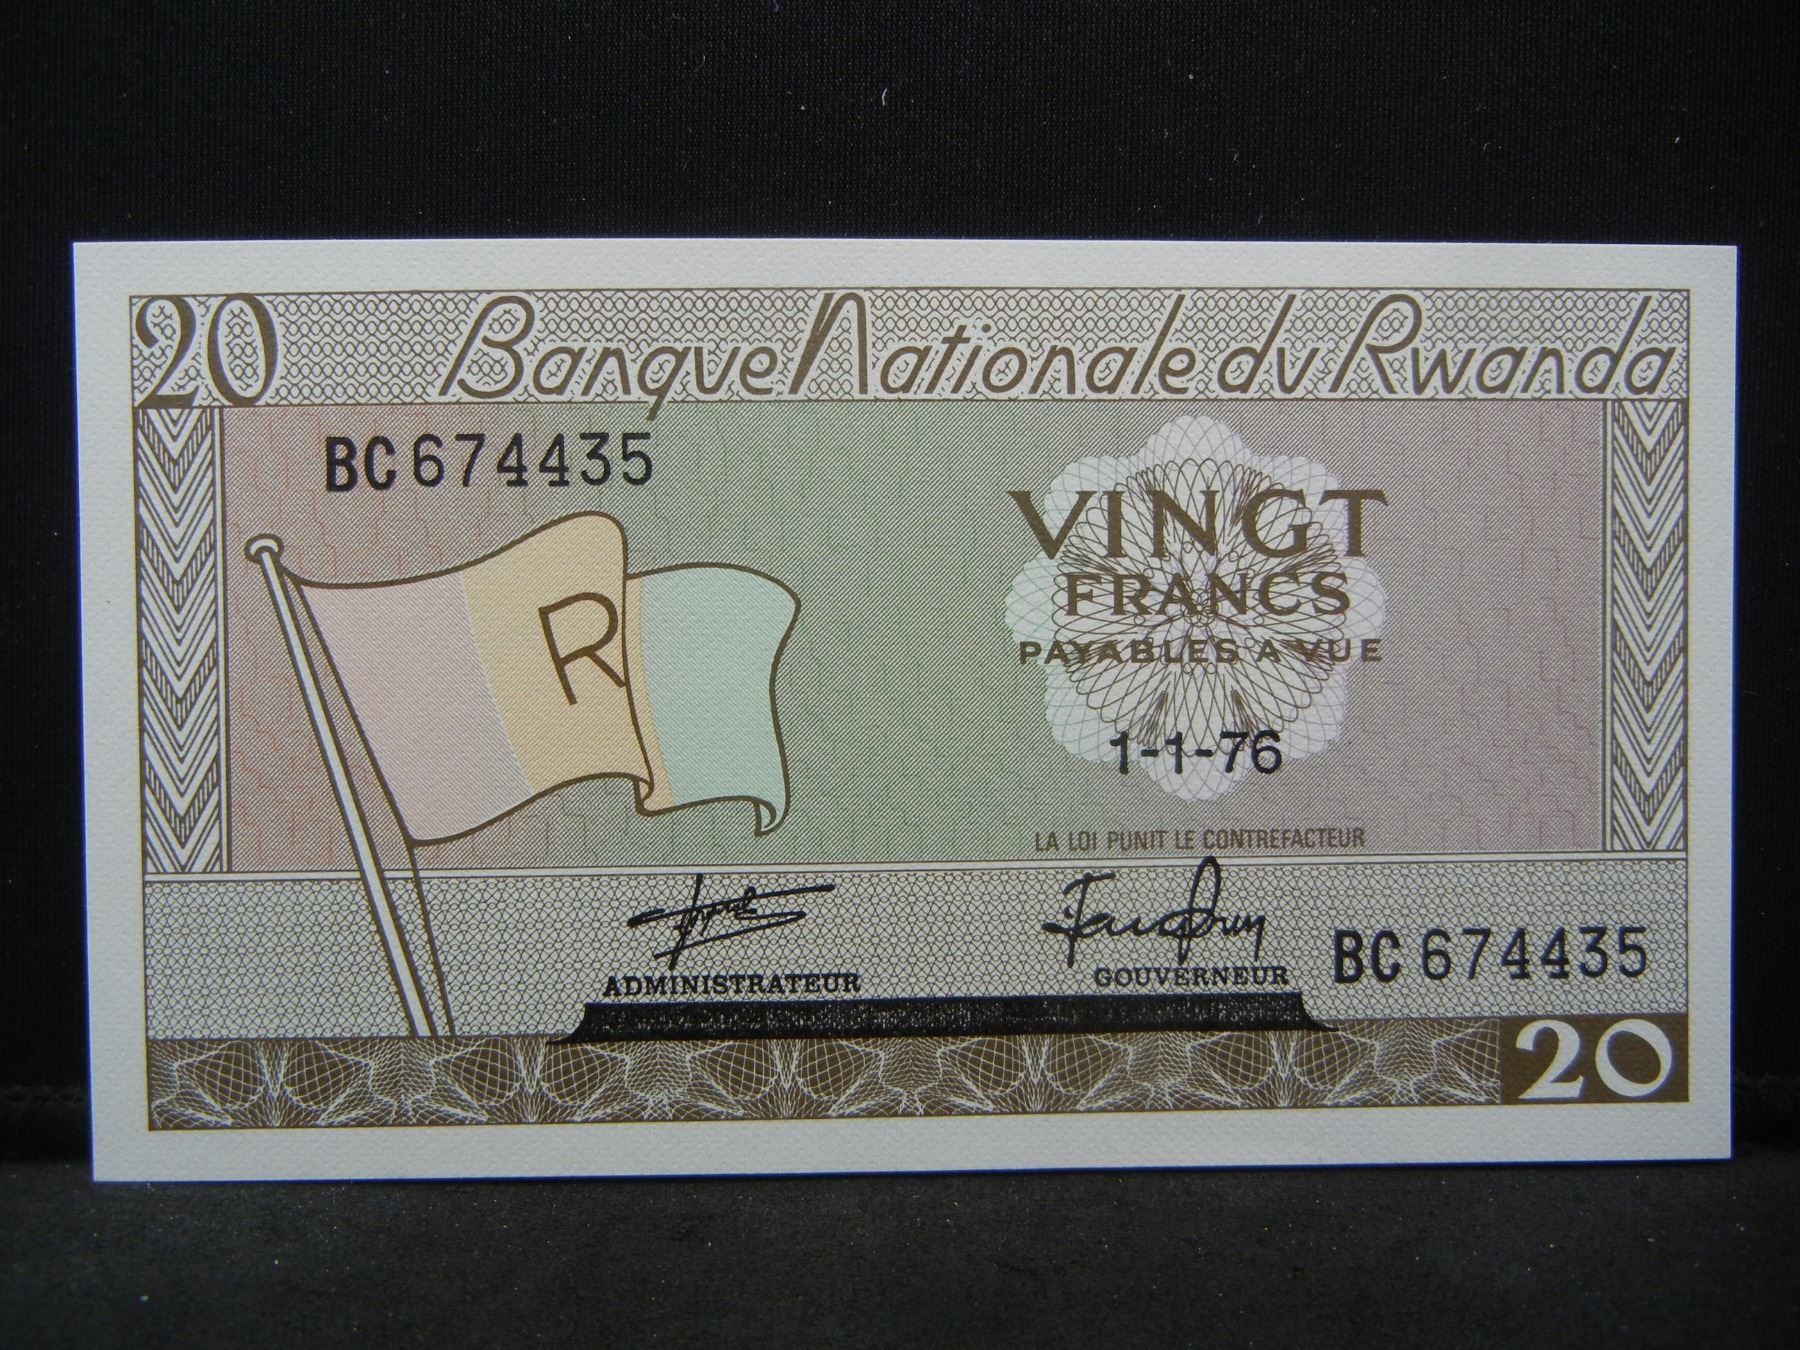 20 Banque Nationale du Rwanda
BC 674435
R
VINGT
FRANCS
PAYABLES A VUE
1-1-76
LA LOI PUNIT LE CONTREFACTEUR
ADMINISTRATEUR
GOUVERNEUR
BC 674435
20